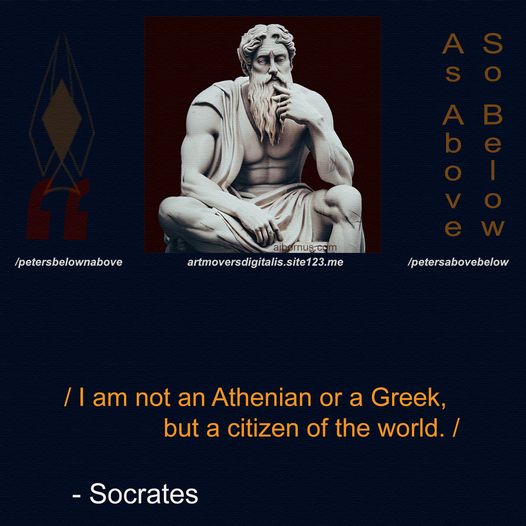 As Above
So Below
aibornus.com
/petersbelownabove
artmoversdigitalis.site123.me
/petersabovebelow
/ I am not an Athenian or a Greek,
but a citizen of the world. /
- Socrates